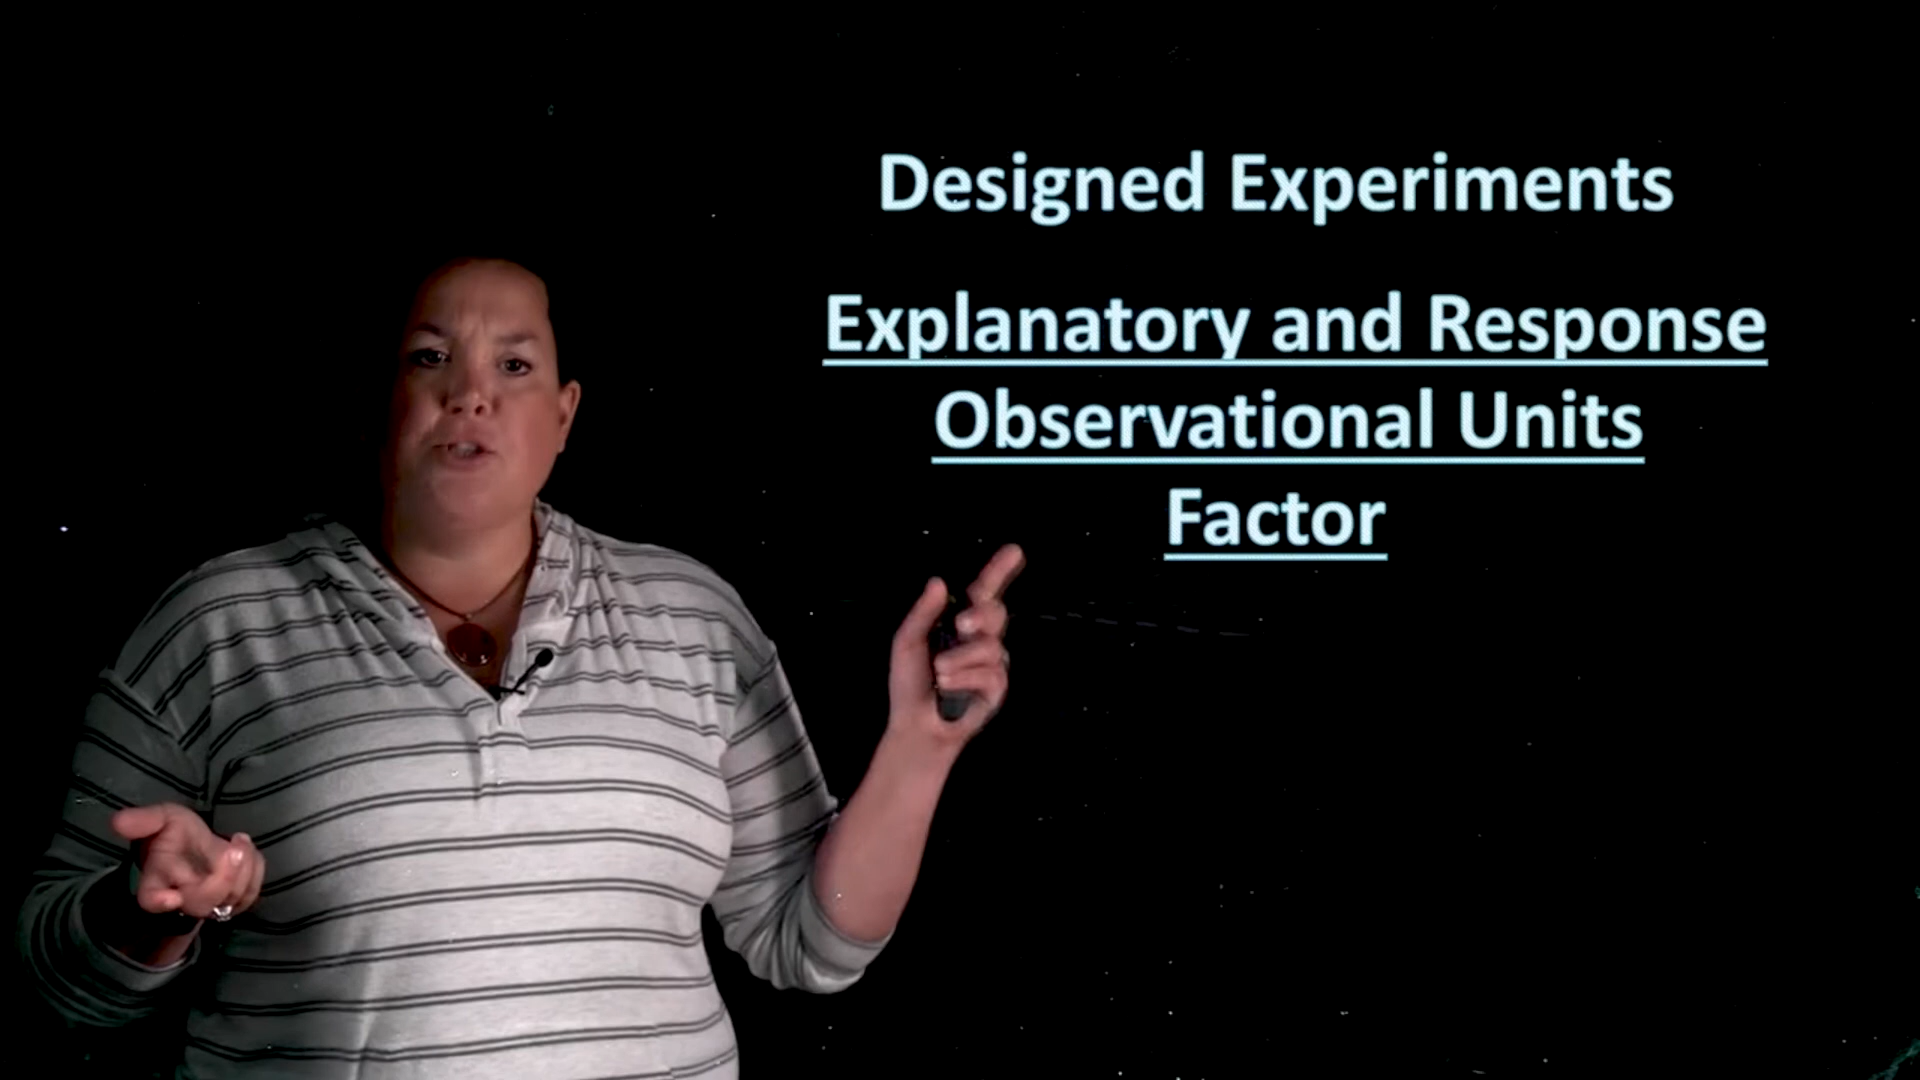 Designed Experiments
Explanatory and Response
Observational Units
Factor